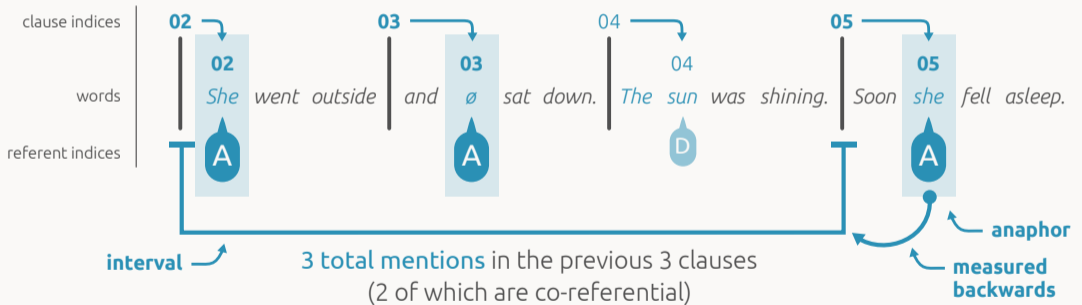 clause indices 02 03 04 05
02 03 04 05
words She went outside and ø sat down. The sun was shining. Soon she fell asleep.
referent indices A A D A
anaphor
interval 3 total mentions in the previous 3 clauses measured
(2 of which are co-referential) backwards